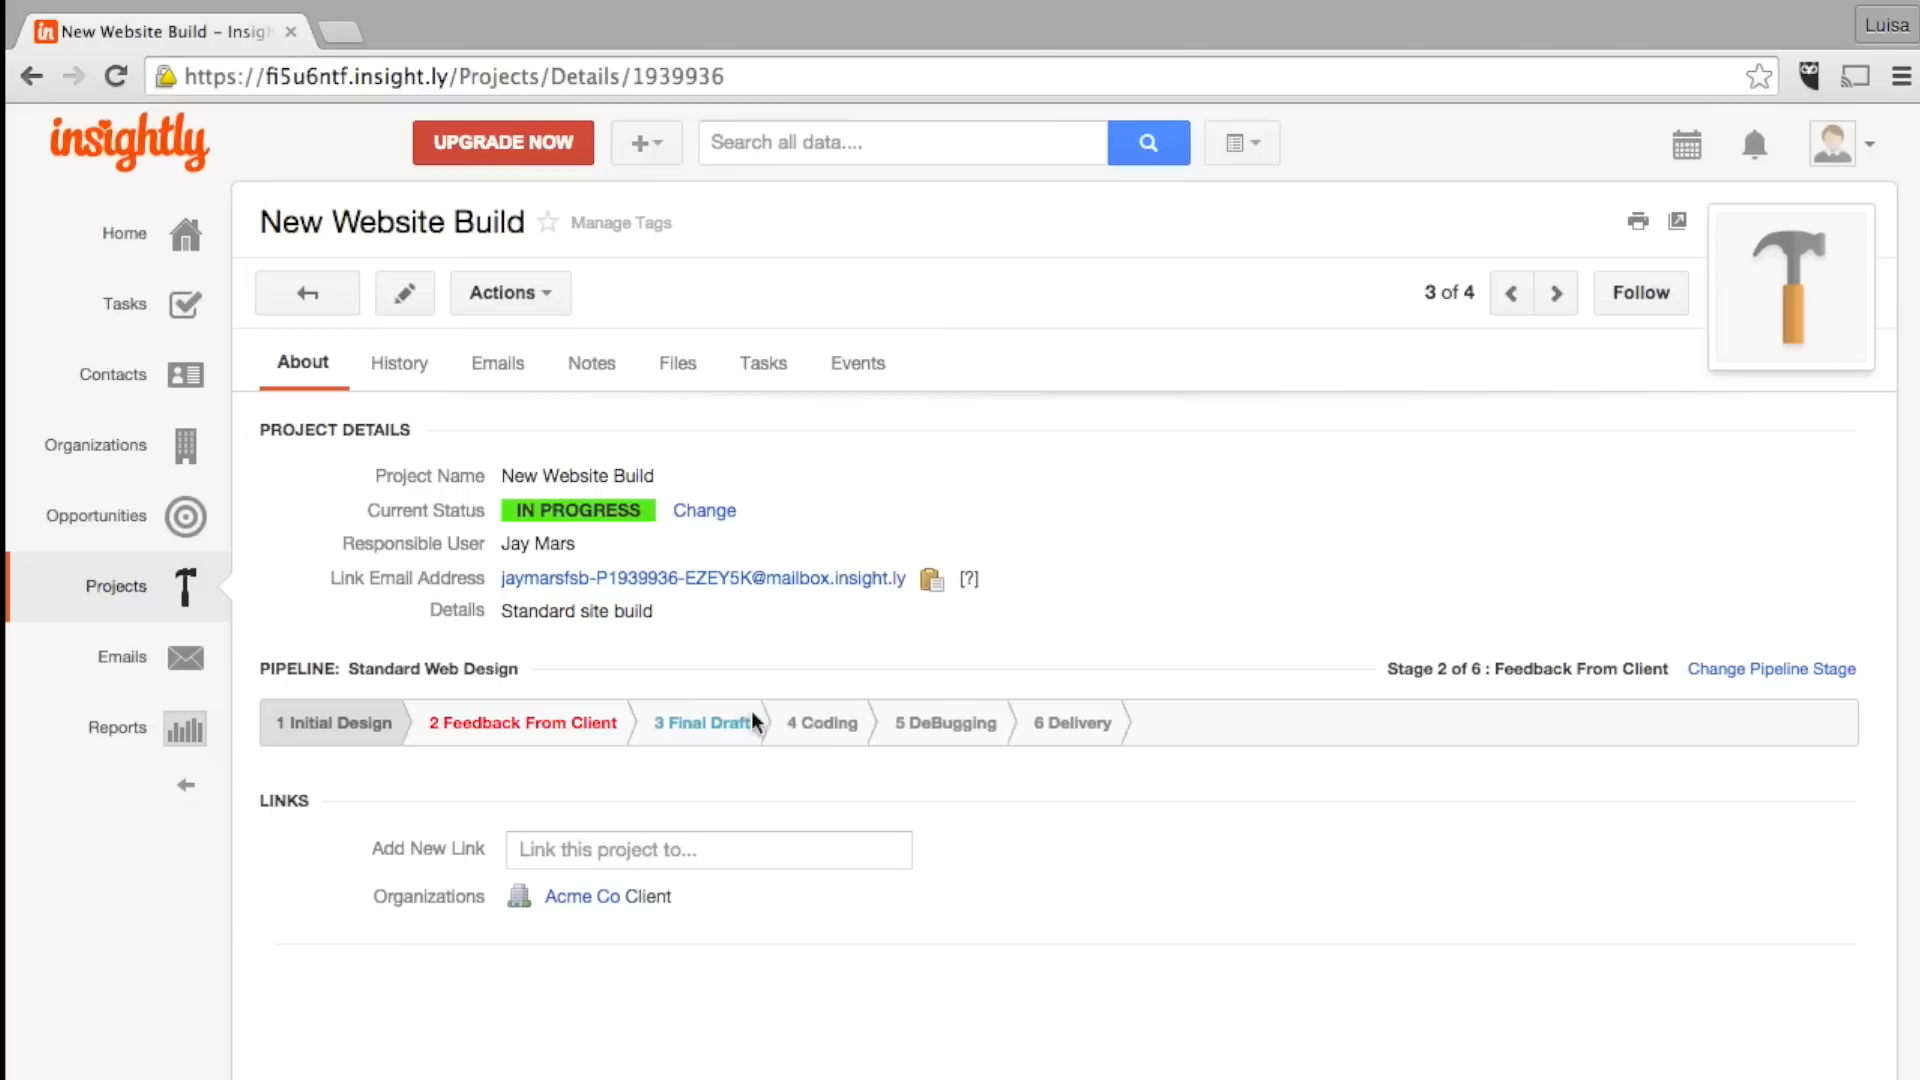 New Website Build – Insigh
Luisa
https://fi5u6ntf.insight.ly/Projects/Details/1939936
insightly
UPGRADE NOW
Search all data....
Home
Tasks
Contacts
Organizations
Opportunities
Projects
Emails
Reports
New Website Build
Manage Tags
Actions
3 of 4
Follow
About History Emails Notes Files Tasks Events
PROJECT DETAILS
Project Name New Website Build
Current Status IN PROGRESS Change
Responsible User Jay Mars
Link Email Address jaymarsfsb-P1939936-EZEY5K@mailbox.insight.ly [?]
Details Standard site build
PIPELINE: Standard Web Design Stage 2 of 6 : Feedback From Client Change Pipeline Stage
1 Initial Design 2 Feedback From Client 3 Final Draft 4 Coding 5 DeBugging 6 Delivery
LINKS
Add New Link Link this project to...
Organizations Acme Co Client